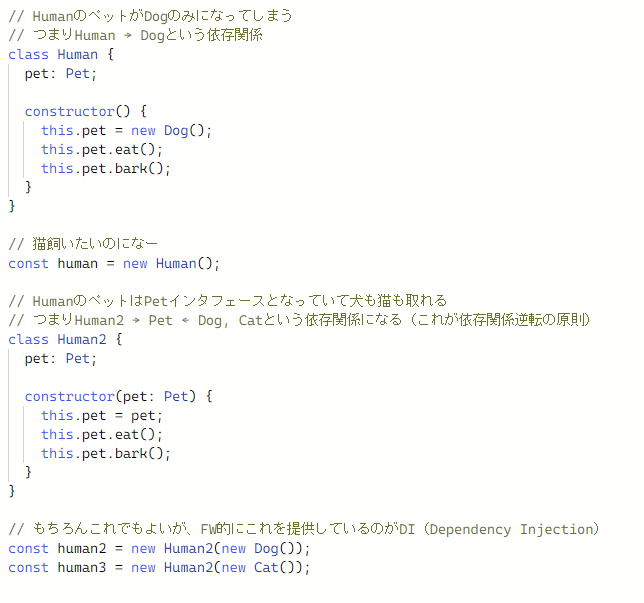 // HumanのペットがDogのみになってしまう
// つまりHuman → Dogという依存関係
class Human {
  pet: Pet;

  constructor() {
    this.pet = new Dog();
    this.pet.eat();
    this.pet.bark();
  }
}

// 猫飼いたいのになー
const human = new Human();

// HumanのペットはPetインタフェースとなっていて犬も猫も取れる
// つまりHuman2 → Pet ← Dog, Catという依存関係になる（これが依存関係逆転の原則）
class Human2 {
  pet: Pet;

  constructor(pet: Pet) {
    this.pet = pet;
    this.pet.eat();
    this.pet.bark();
  }
}

// もちろんこれでもよいが、FW的にこれを提供しているのがDI（Dependency Injection）
const human2 = new Human2(new Dog());
const human3 = new Human2(new Cat());